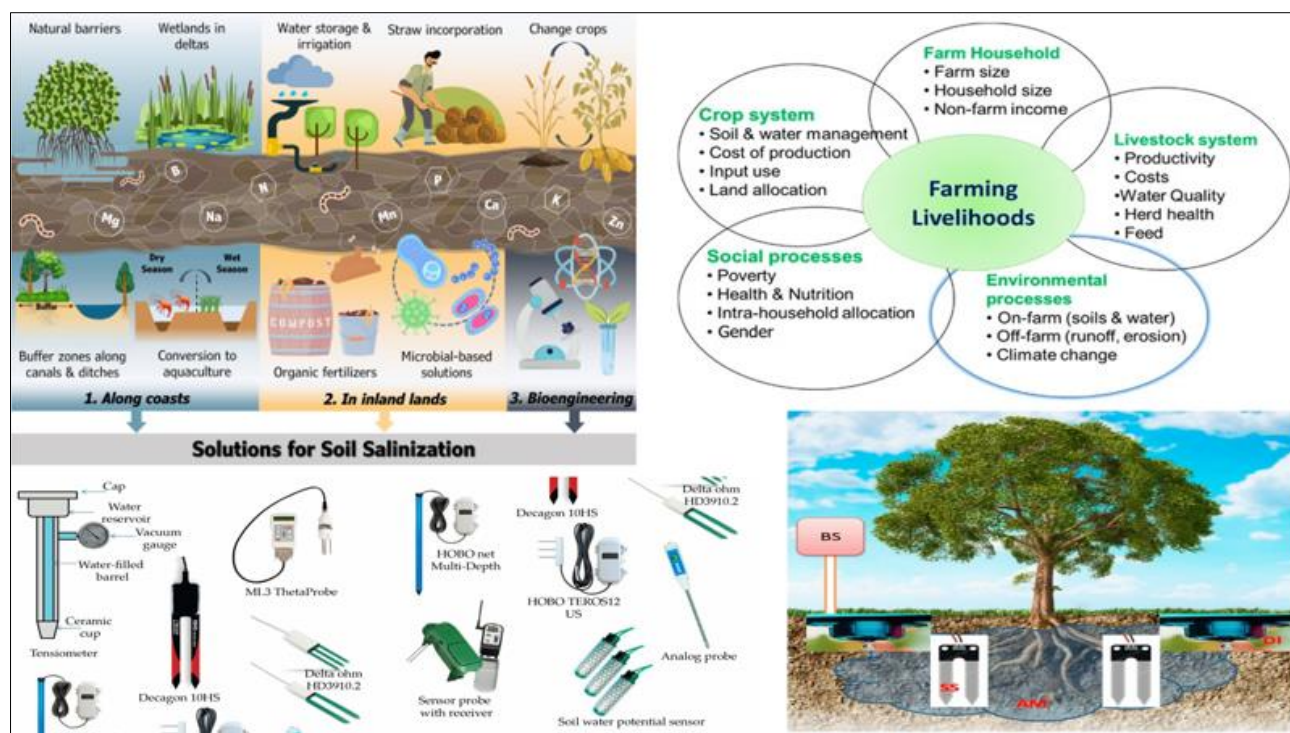 Natural barriers
Wetlands in
deltas
Water storage &
irrigation
Straw incorporation
Change crops
B
N
P
K
Mg
Na
Mn
Ca
Zn
Dry
Season
Wet
Season
Buffer
COMPOST
Buffer zones along
canals & ditches
Conversion to
aquaculture
Organic fertilizers
Microbial-based
solutions
1. Along coasts
2. In inland lands
3. Bioengineering
Solutions for Soil Salinization
Farm Household
• Farm size
• Household size
• Non-farm income
Crop system
• Soil & water management
• Cost of production
• Input use
• Land allocation
Livestock system
• Productivity
• Costs
•Water Quality
• Herd health
• Feed
Farming
Livelihoods
Social processes
• Poverty
• Health & Nutrition
• Intra-household allocation
• Gender
Environmental
processes
• On-farm (soils & water)
• Off-farm (runoff, erosion)
• Climate change
Cap
Water
reservoir
Vacuum
gauge
Water-filled
barrel
Ceramic
cup
Tensiometer
Decagon 10HS
ML3 ThetaProbe
Delta ohm
HD3910.2
HOBO net
Multi-Depth
Sensor probe
with receiver
Decagon 10HS
HOBO TEROS12
US
Delta ohm
HD3910.2
Analog probe
Soil water potential sensor
BS
SS
AM
DI